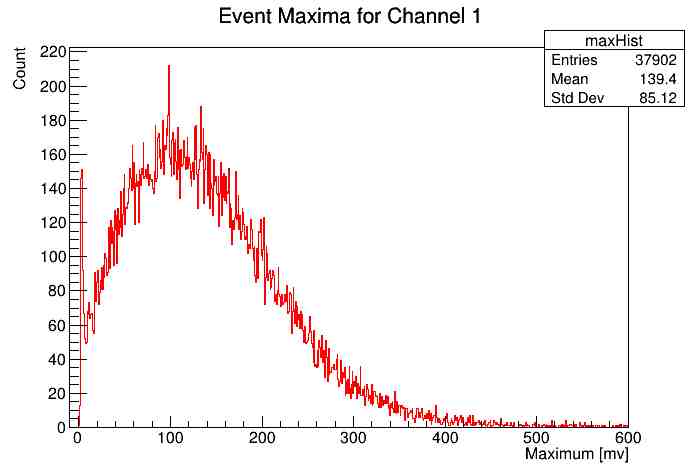 Event Maxima for Channel 1
maxHist
Entries 37902
Mean 139.4
Std Dev 85.12
Count
220
200
180
160
140
120
100
80
60
40
20
0
0 100 200 300 400 500 600
Maximum [mv]